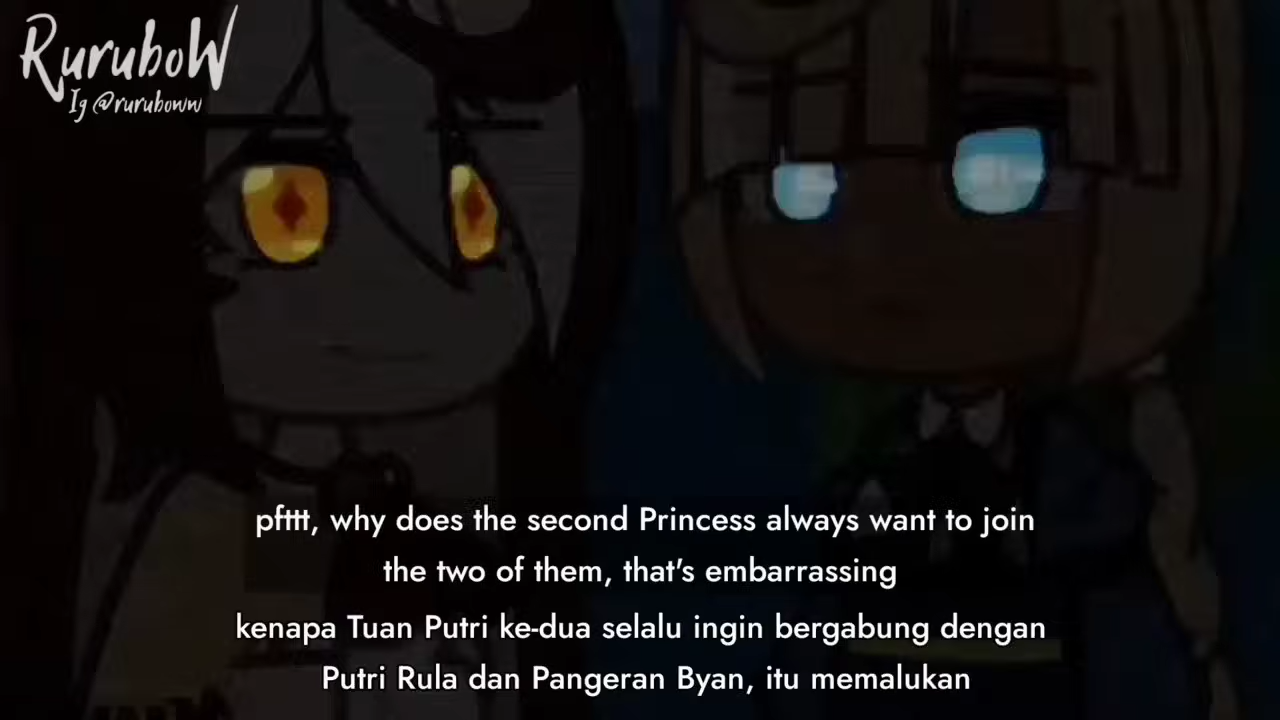 RuruboW
Ig @ruruboww
pfttt, why does the second Princess always want to join
the two of them, that's embarrassing
kenapa Tuan Putri ke-dua selalu ingin bergabung dengan
Putri Rula dan Pangeran Byan, itu memalukan